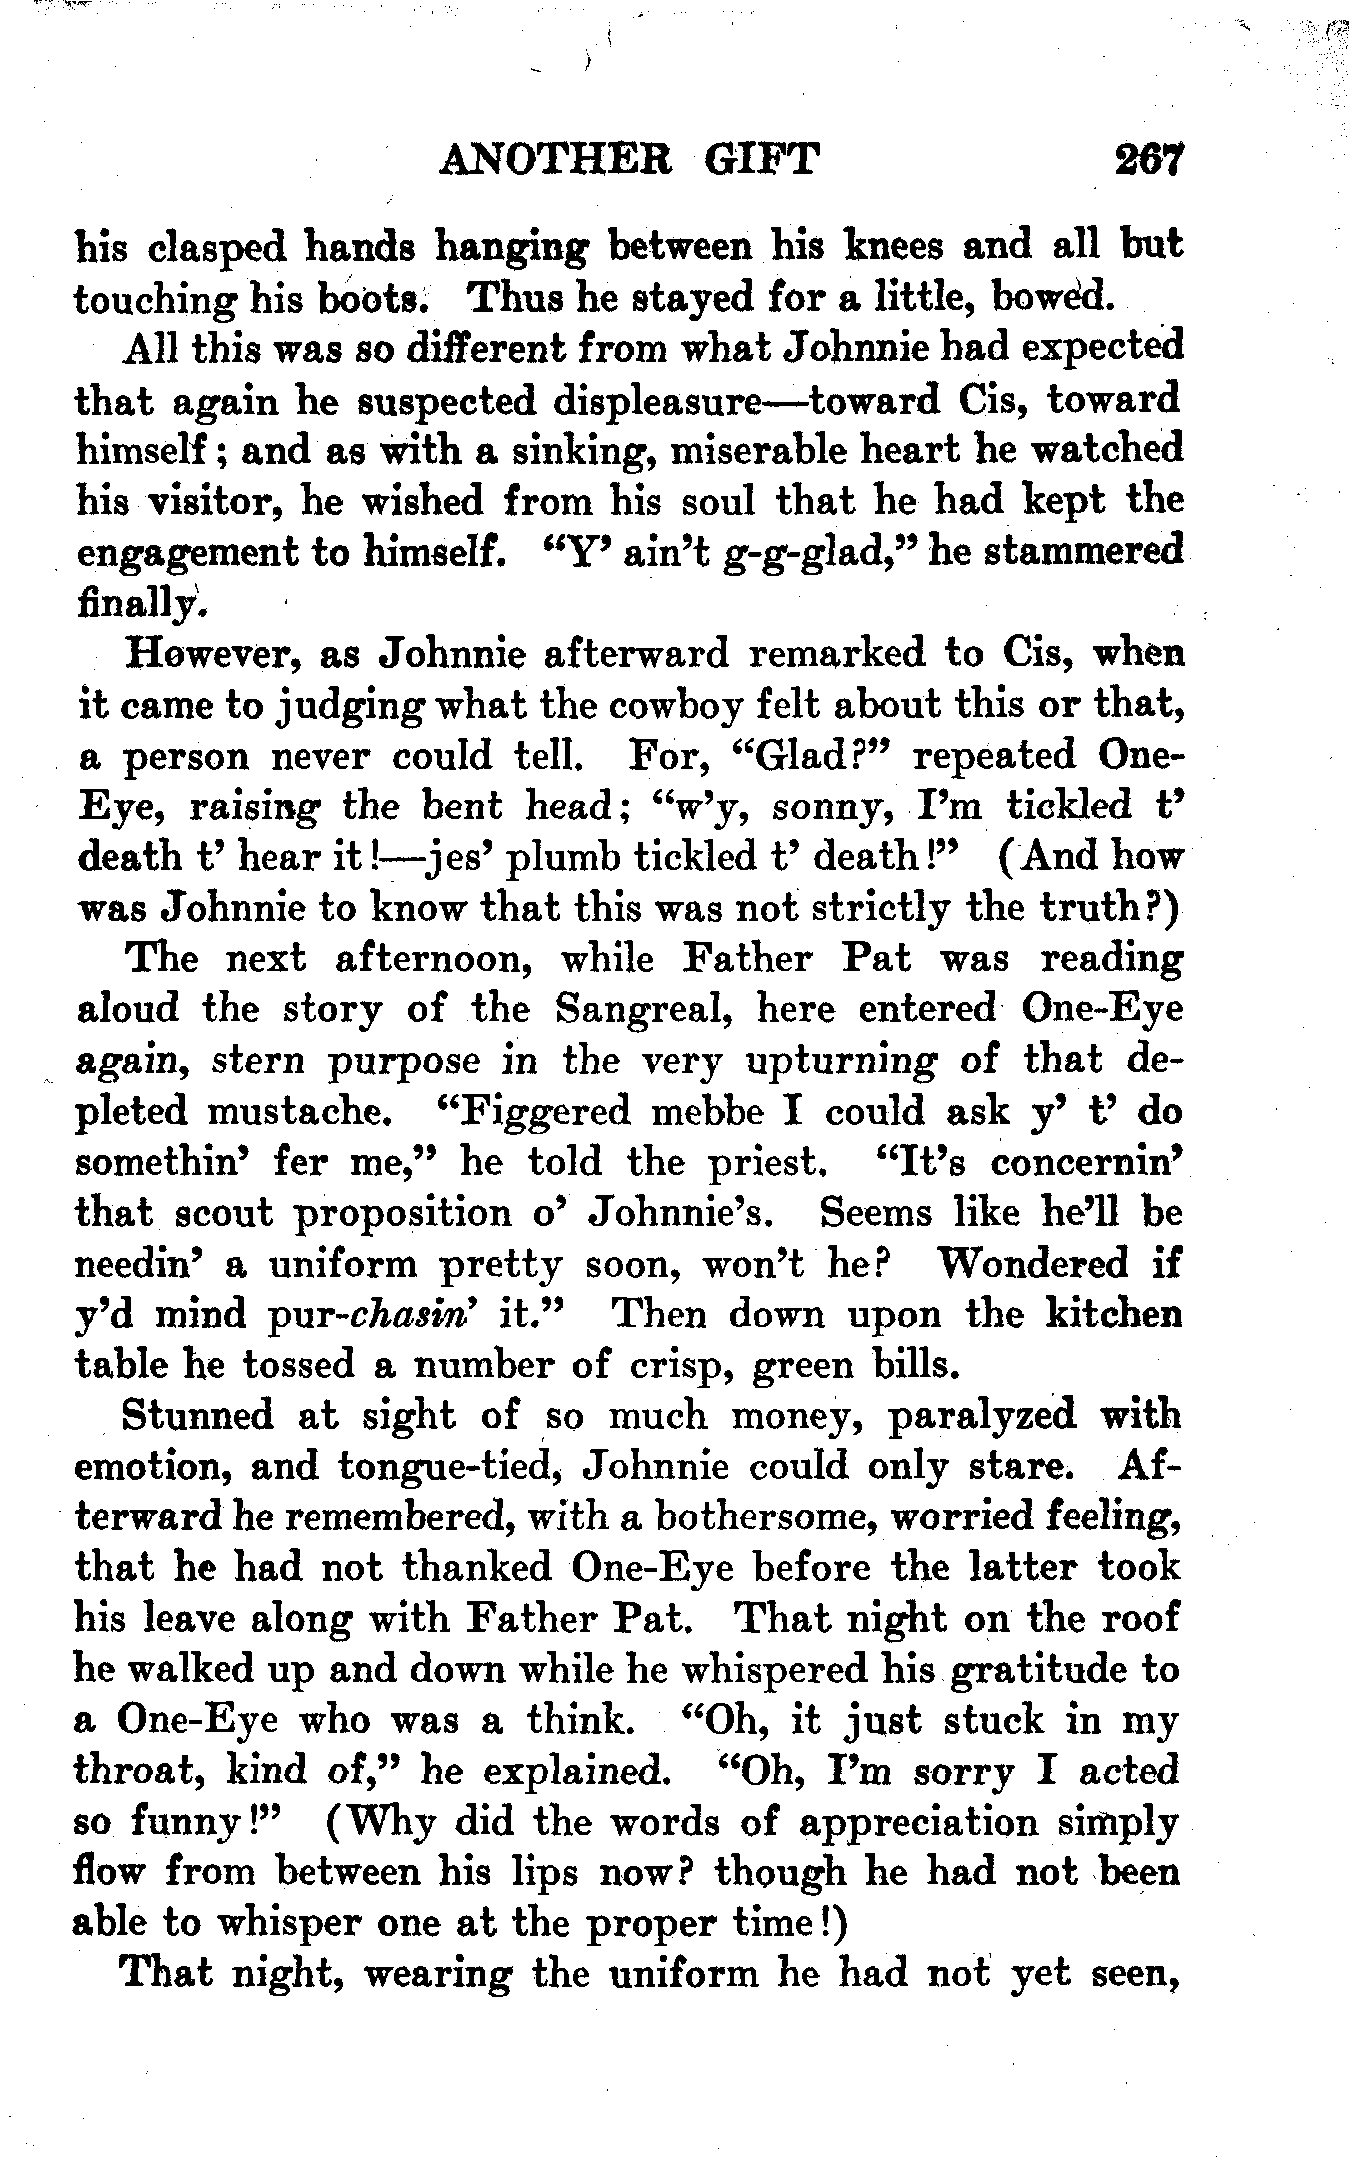 ANOTHER GIFT 267
his clasped hands hanging between his knees and all but
touching his boots. Thus he stayed for a little, bowed.
All this was so different from what Johnnie had expected
that again he suspected displeasure—toward Cis, toward
himself; and as with a sinking, miserable heart he watched
his visitor, he wished from his soul that he had kept the
engagement to himself. “Y’ ain’t g-g-glad,” he stammered
finally.
However, as Johnnie afterward remarked to Cis, when
it came to judging what the cowboy felt about this or that,
a person never could tell. For, “Glad?” repeated One-
Eye, raising the bent head; “w’y, sonny, I’m tickled t’
death t’ hear it!—jes’ plumb tickled t’ death!” (And how
was Johnnie to know that this was not strictly the truth?)
The next afternoon, while Father Pat was reading
aloud the story of the Sangreal, here entered One-Eye
again, stern purpose in the very upturning of that de-
pleted mustache. “Figgered mebbe I could ask y’ t’ do
somethin’ fer me,” he told the priest. “It’s concernin’
that scout proposition o’ Johnnie’s. Seems like he’ll be
needin’ a uniform pretty soon, won’t he? Wondered if
y’d mind pur-chasin’ it.” Then down upon the kitchen
table he tossed a number of crisp, green bills.
Stunned at sight of so much money, paralyzed with
emotion, and tongue-tied, Johnnie could only stare. Af-
terward he remembered, with a bothersome, worried feeling,
that he had not thanked One-Eye before the latter took
his leave along with Father Pat. That night on the roof
he walked up and down while he whispered his gratitude to
a One-Eye who was a think. “Oh, it just stuck in my
throat, kind of,” he explained. “Oh, I’m sorry I acted
so funny!” (Why did the words of appreciation simply
flow from between his lips now? though he had not been
able to whisper one at the proper time!)
That night, wearing the uniform he had not yet seen,